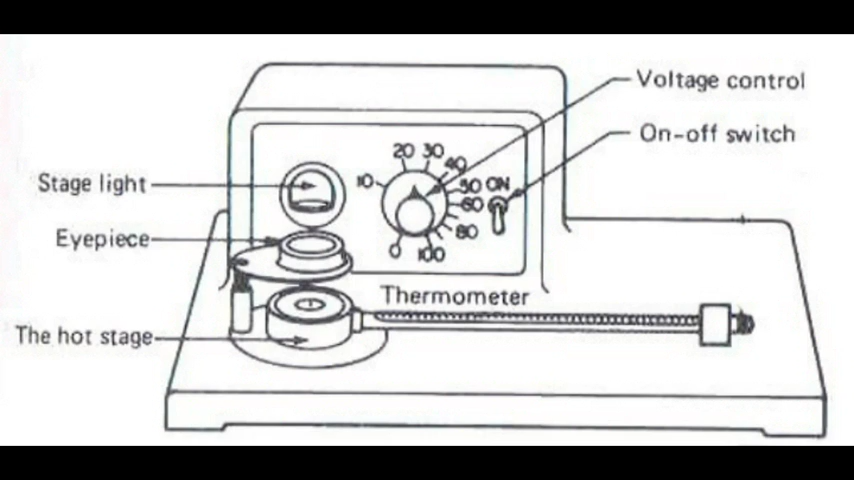 Voltage control
On-off switch
Stage light
Eyepiece
The hot stage
Thermometer
0
10
20
30
40
50
60
80
100
ON